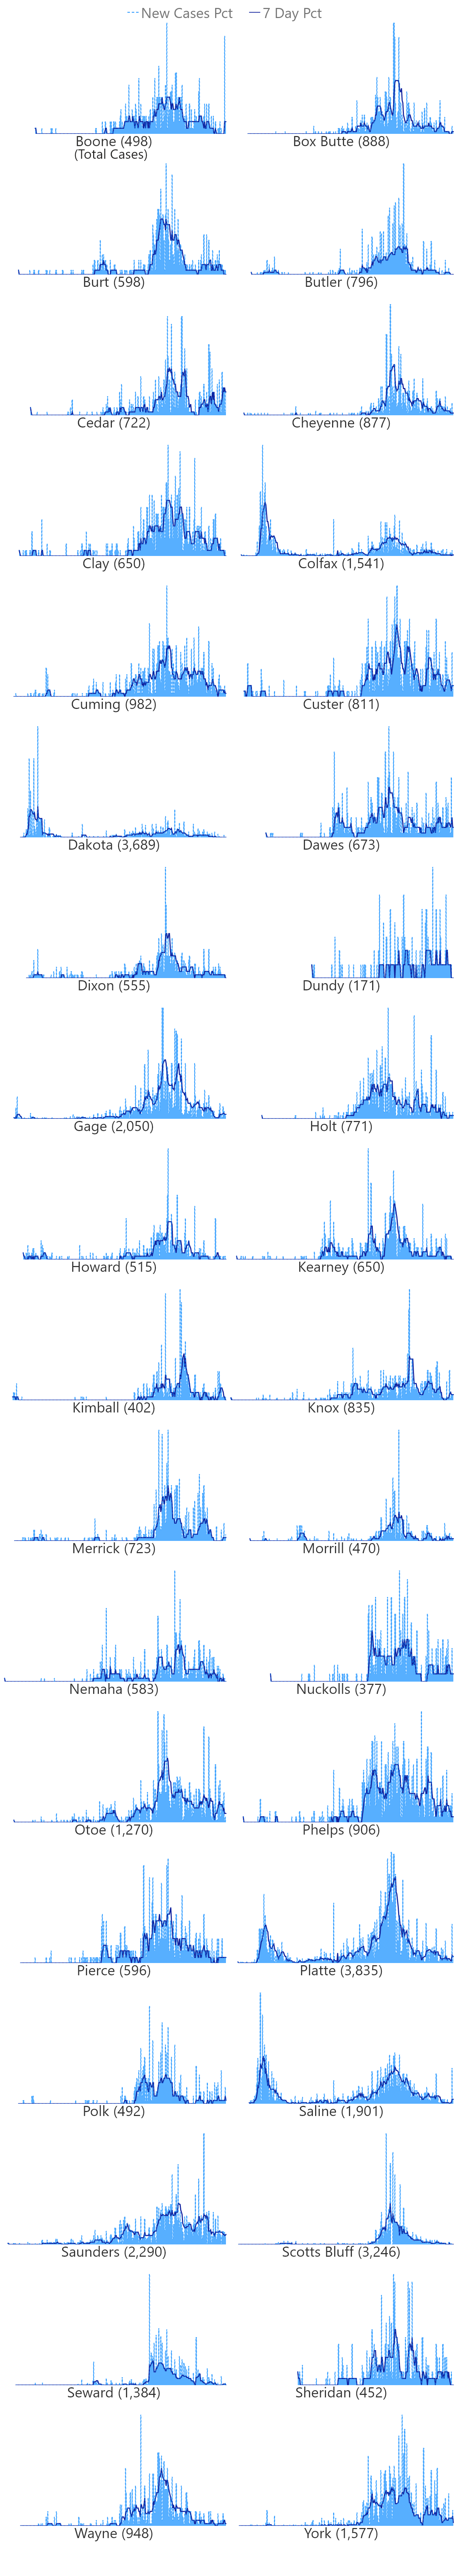 New Cases Pct 7 Day Pct
Boone (498) Box Butte (888)
(Total Cases)
Burt (598) Butler (796)
Cedar (722) Cheyenne (877)
Clay (650) Colfax (1,541)
Cuming (982) Custer (811)
Dakota (3,689) Dawes (673)
Dixon (555) Dundy (171)
Gage (2,050) Holt (771)
Howard (515) Kearney (650)
Kimball (402) Knox (835)
Merrick (723) Morrill (470)
Nemaha (583) Nuckolls (377)
Otoe (1,270) Phelps (906)
Pierce (596) Platte (3,835)
Polk (492) Saline (1,901)
Saunders (2,290) Scotts Bluff (3,246)
Seward (1,384) Sheridan (452)
Wayne (948) York (1,577)